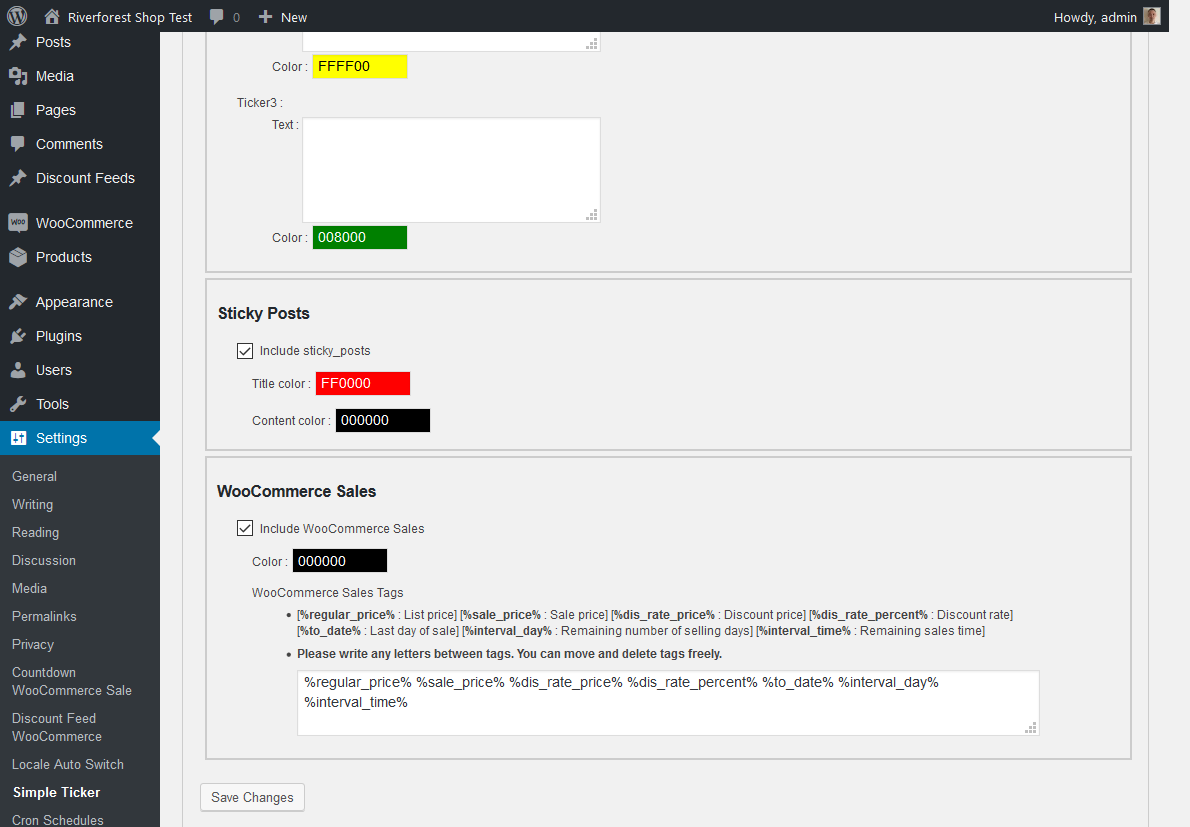 Riverforest Shop Test 0 New Howdy, admin
Posts
Media
Pages
Comments
Discount Feeds
woo WooCommerce
Products
Appearance
Plugins
Users
Tools
Settings
General
Writing
Reading
Discussion
Media
Permalinks
Privacy
Countdown
WooCommerce Sale
Discount Feed
WooCommerce
Locale Auto Switch
Simple Ticker
Cron Schedules
Color : FFFF00
Ticker3 :
Text :
Color : 008000
Sticky Posts
Include sticky_posts
Title color : FF0000
Content color : 000000
WooCommerce Sales
Include WooCommerce Sales
Color : 000000
WooCommerce Sales Tags
• [%regular_price% : List price] [%sale_price% : Sale price] [%dis_rate_price% : Discount price] [%dis_rate_percent% : Discount rate]
[%to_date% : Last day of sale] [%interval_day% : Remaining number of selling days] [%interval_time% : Remaining sales time]
• Please write any letters between tags. You can move and delete tags freely.
%regular_price% %sale_price% %dis_rate_price% %dis_rate_percent% %to_date% %interval_day%
%interval_time%
Save Changes